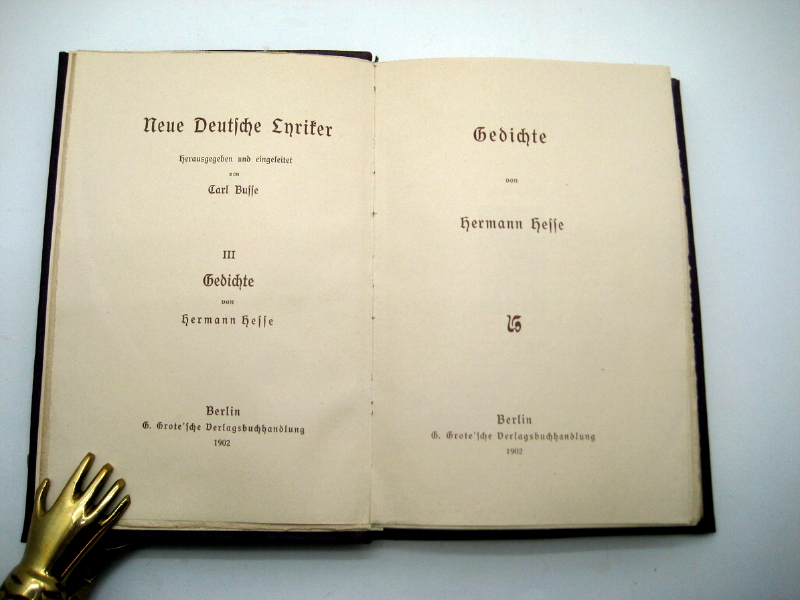 Neue Deutsche Lyriker
Herausgegeben und eingeleitet
von
Carl Busse
III
Gedichte
von
Hermann Hesse
Berlin
G. Grote'sche Verlagsbuchhandlung
1902
Gedichte
von
Hermann Hesse
Berlin
G. Grote'sche Verlagsbuchhandlung
1902